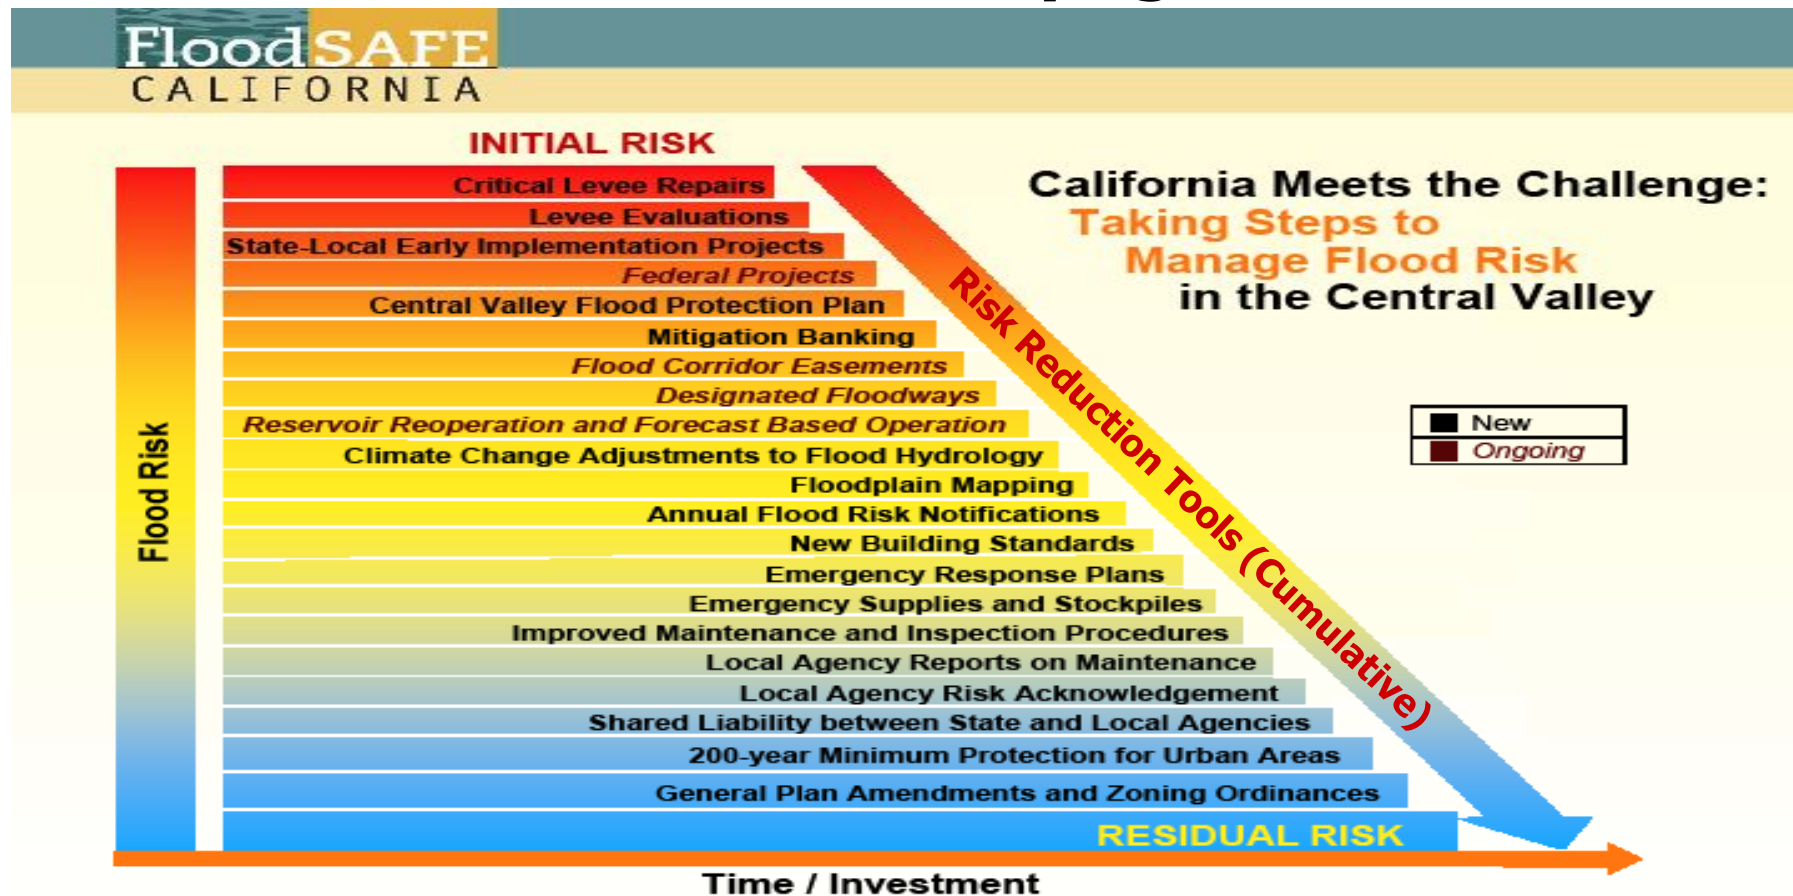 FloodSAFE
CALIFORNIA
INITIAL RISK
Critical Levee Repairs
Levee Evaluations
State-Local Early Implementation Projects
Federal Projects
Central Valley Flood Protection Plan
Mitigation Banking
Flood Corridor Easements
Designated Floodways
Reservoir Reoperation and Forecast Based Operation
Climate Change Adjustments to Flood Hydrology
Floodplain Mapping
Annual Flood Risk Notifications
New Building Standards
Emergency Response Plans
Emergency Supplies and Stockpiles
Improved Maintenance and Inspection Procedures
Local Agency Reports on Maintenance
Local Agency Risk Acknowledgement
Shared Liability between State and Local Agencies
200-year Minimum Protection for Urban Areas
General Plan Amendments and Zoning Ordinances
RESIDUAL RISK
Flood Risk
Risk Reduction Tools (Cumulative)
California Meets the Challenge:
Taking Steps to
Manage Flood Risk
in the Central Valley
New
Ongoing
Time / Investment